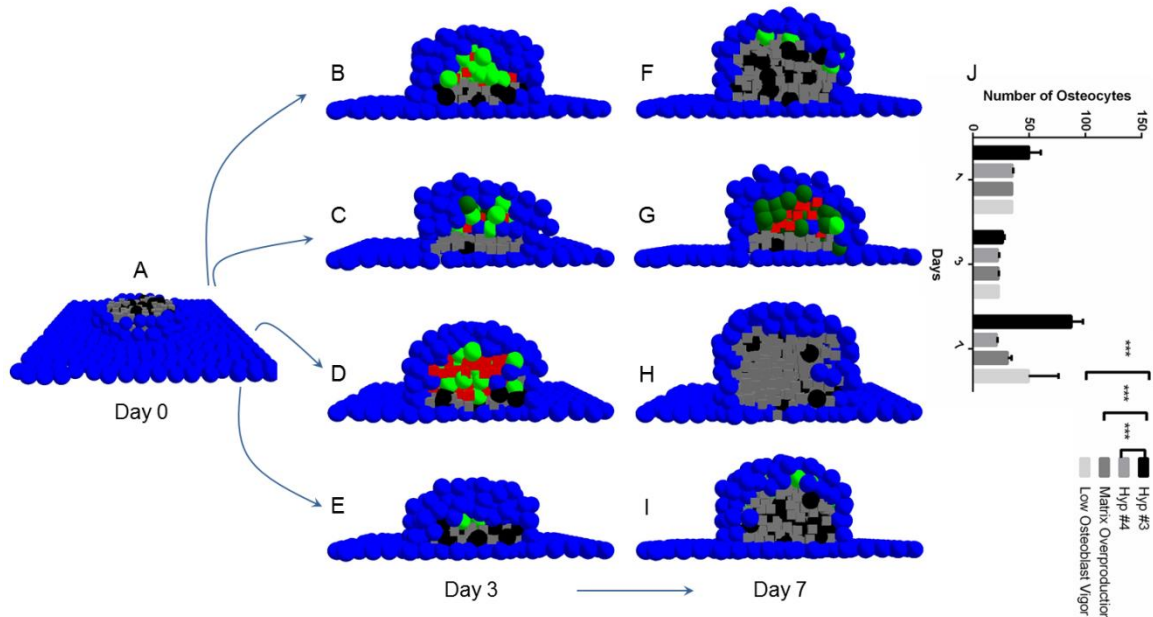 A
Day 0
B
C
D
E
Day 3
F
G
H
I
Day 7
J
Number of Osteocytes
0
50
100
150
1
3
7
Days
***
***
***
Hyp #3
Hyp #4
Matrix Overproduction
Low Osteoblast Vigor